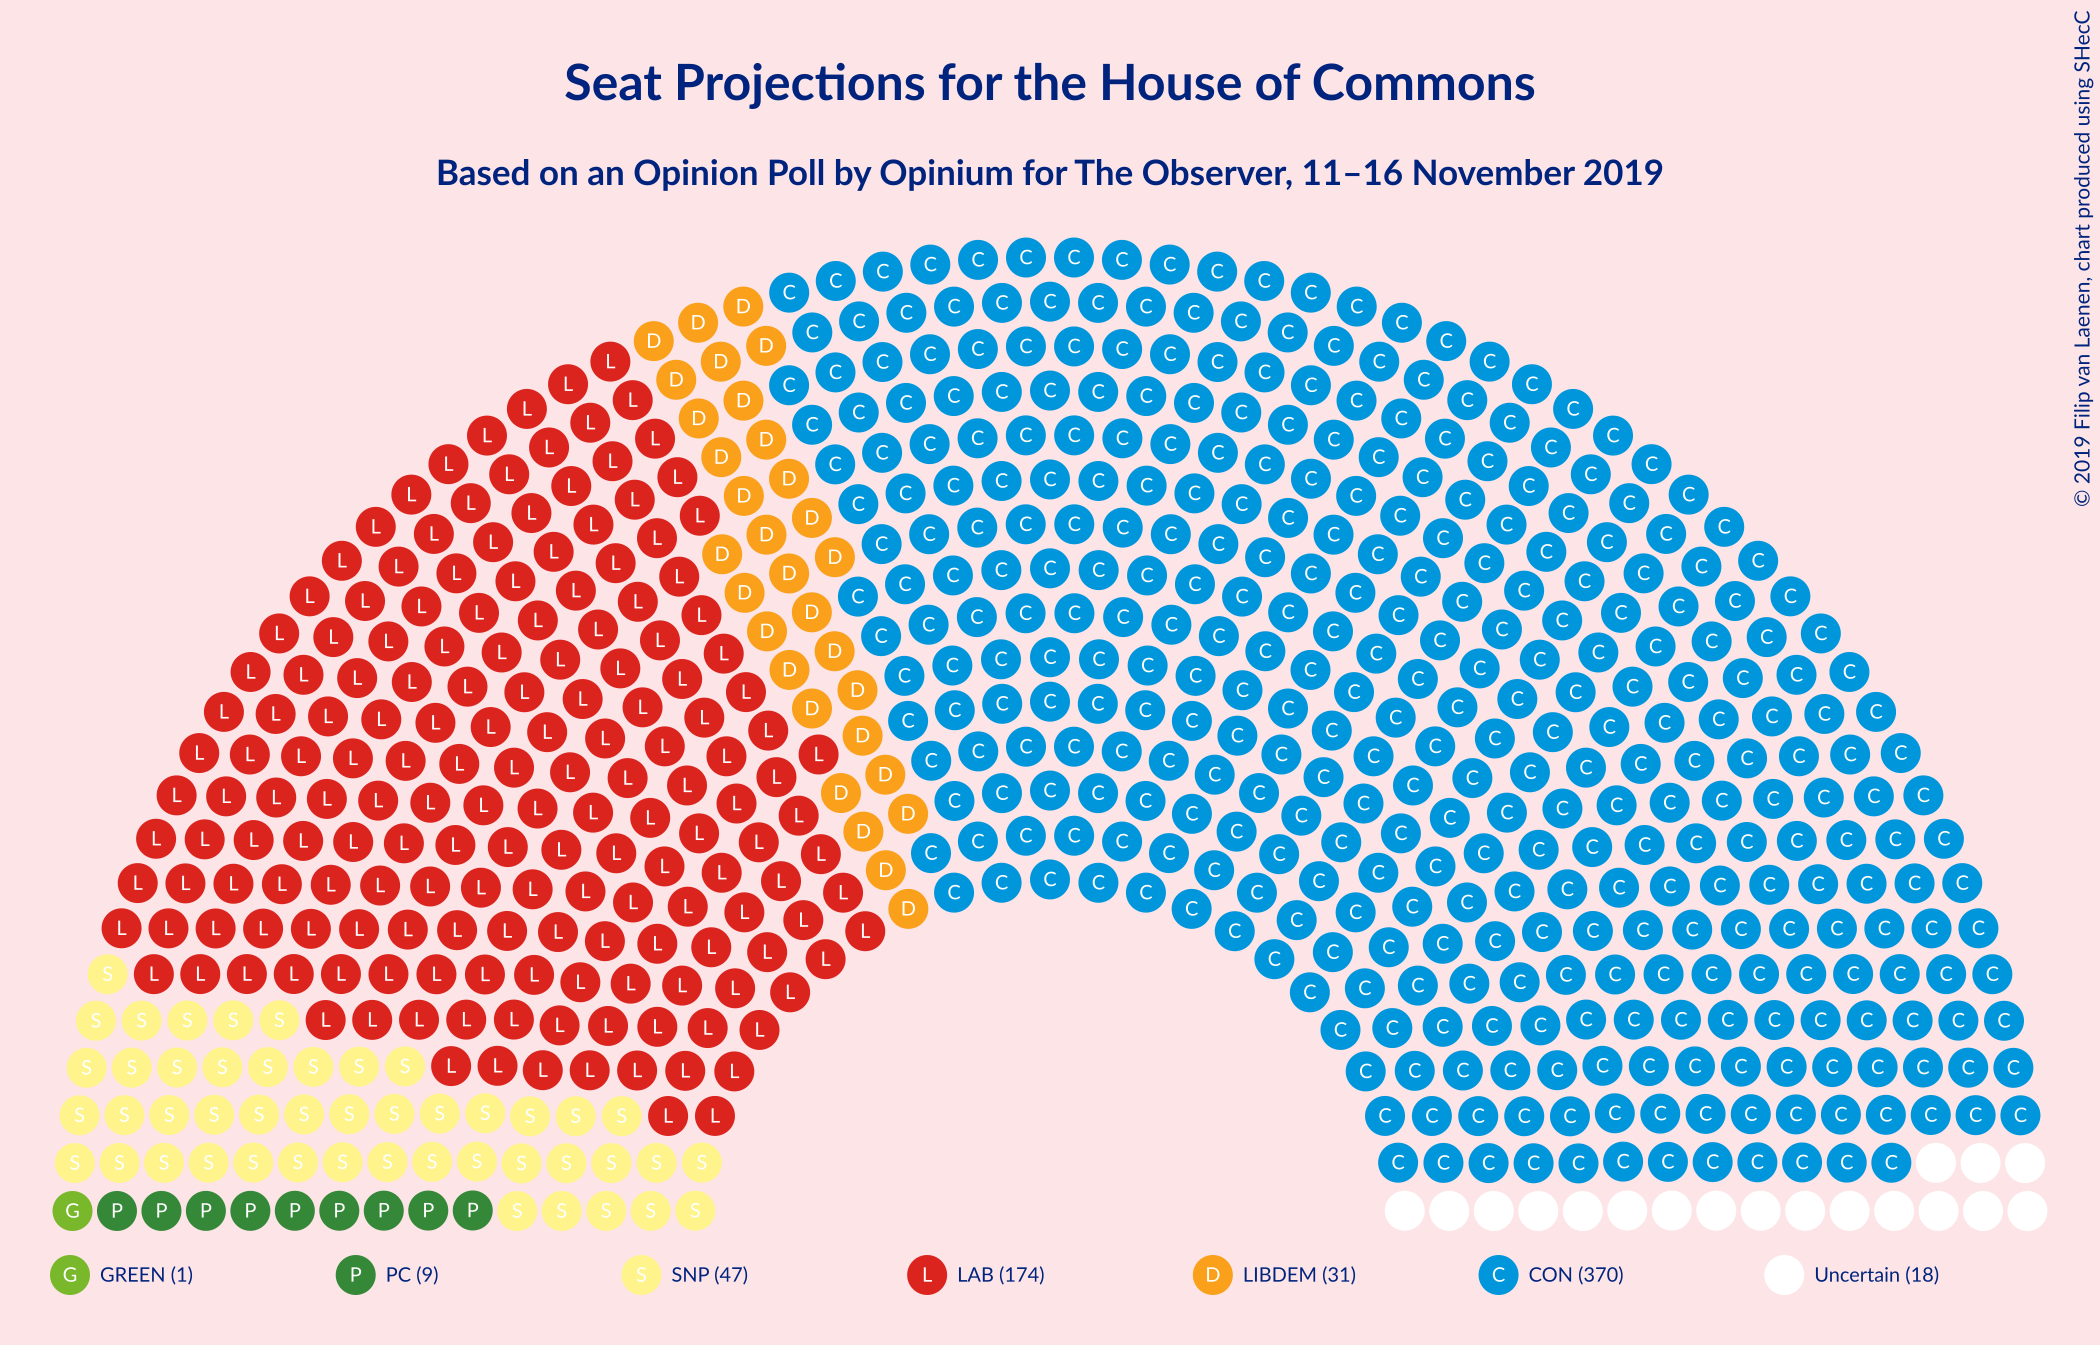 Seat Projections for the House of Commons
Based on an Opinion Poll by Opinium for The Observer, 11–16 November 2019
© 2019 Filip van Laenen, chart produced using SHecC
G GREEN (1) P PC (9) S SNP (47) L LAB (174) D LIBDEM (31) C CON (370) Uncertain (18)